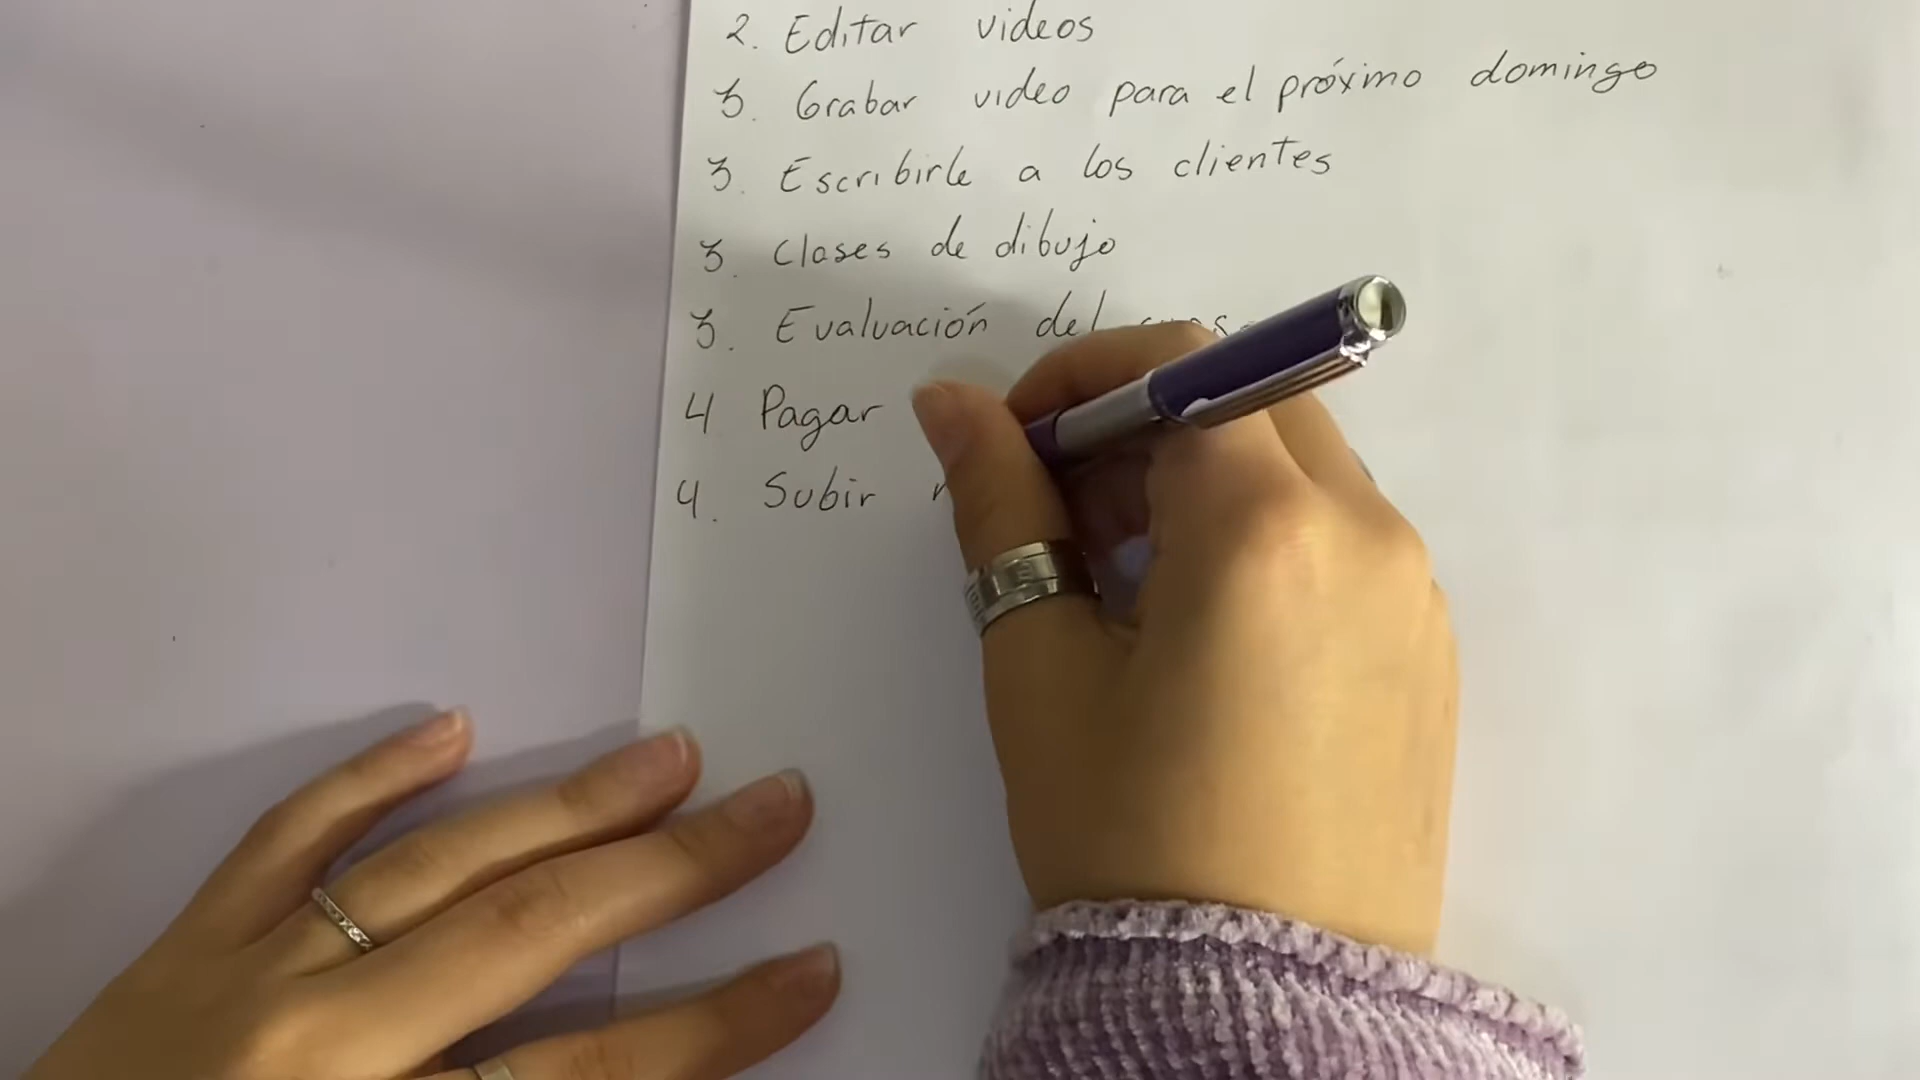 2. Editar videos
3. Grabar video para el próximo domingo
3. Escribirle a los clientes
3. Clases de dibujo
3. Evaluación del
4 Pagar
4. Subir